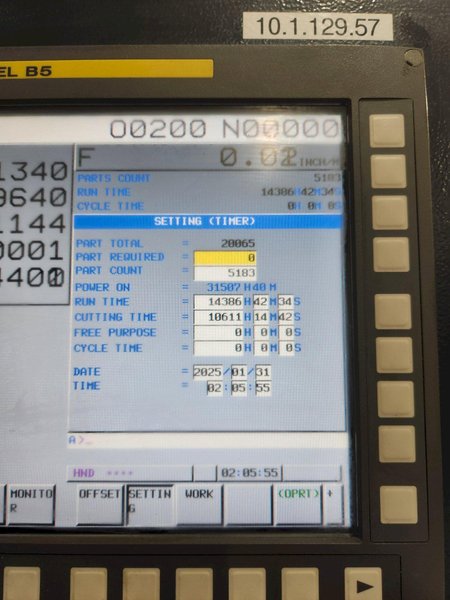 10.1.129.57
EL B5
O0200 N00000
1340
9640
1144
0001
F 0.02 INCH/M
PARTS COUNT 5183
RUN TIME 14386H42M34S
CYCLE TIME 0H 0M 0S
SETTING (TIMER)
PART TOTAL = 20065
PART REQUIRED = 0
PART COUNT = 5183
POWER ON = 31507H40M
RUN TIME = 14386H42M34S
CUTTING TIME = 10611H14M42S
FREE PURPOSE = 0H 0M 0S
CYCLE TIME = 0H 0M 0S
DATE = 2025/01/31
TIME = 02:05:55
A>_
HND **** 02:05:55
MONITOR OFFSET SETTING WORK (OPRT) +